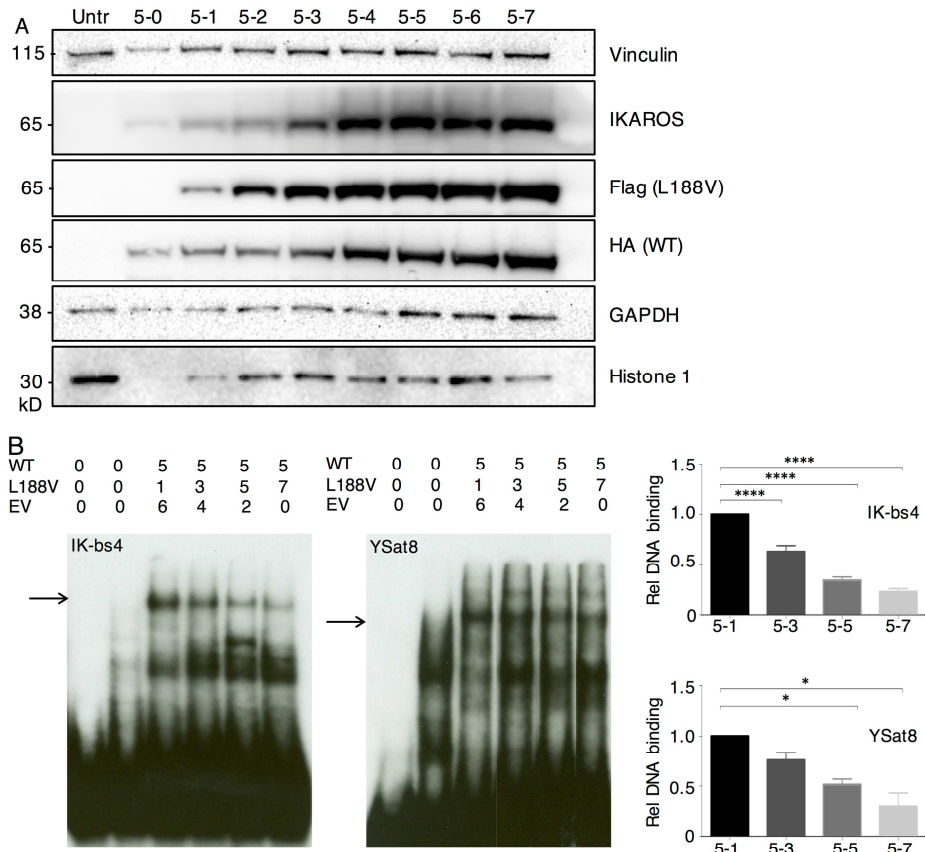 A
Untr 5-0 5-1 5-2 5-3 5-4 5-5 5-6 5-7
115 Vinculin
65 IKAROS
65 Flag (L188V)
65 HA (WT)
38 GAPDH
30 Histone 1
kD
B
WT 0 0 5 5 5 5
L188V 0 0 1 3 5 7
EV 0 0 6 4 2 0
IK-bs4
WT 0 0 5 5 5 5
L188V 0 0 1 3 5 7
EV 0 0 6 4 2 0
YSat8
Rel DNA binding
1.5
1.0
0.5
0
****
****
****
IK-bs4
5-1 5-3 5-5 5-7
Rel DNA binding
1.5
1.0
0.5
0
*
*
YSat8
5-1 5-3 5-5 5-7